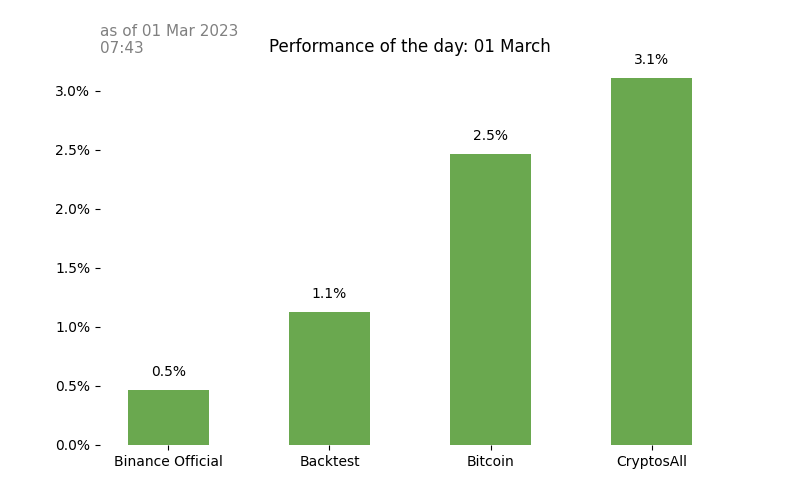 as of 01 Mar 2023
07:43
Performance of the day: 01 March
3.1%
3.0%
2.5%
2.5%
2.0%
1.5%
1.1%
1.0%
0.5%
0.5%
0.0%
Binance Official
Backtest
Bitcoin
CryptosAll